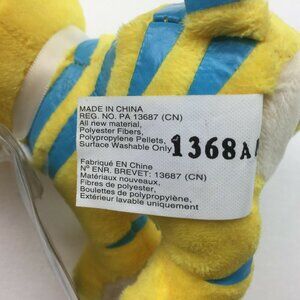 MADE IN CHINA
REG. NO. PA 13687 (CN)
All new material,
Polyester Fibers,
Polypropylene Pellets,
Surface Washable Only
1368A
Fabriqué EN Chine
Nº ENR. BREVET: 13687 (CN)
Matériaux nouveaux,
Fibres de polyester,
Boulettes de polypropylène,
Extérieur lavable uniquement